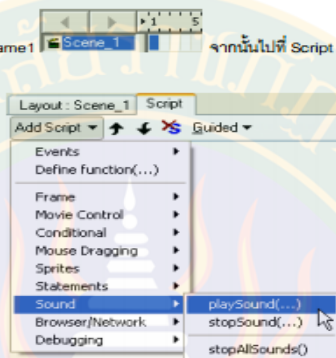 1 5
ame1 Scene_1 จากนั้นไปที่ Script
Layout : Scene_1 Script
Add Script Guided
Events
Define function(...)
Frame
Movie Control
Conditional
Mouse Dragging
Sprites
Statements
Sound playSound(...)
Browser/Network stopSound(...)
Debugging
stopAllSounds()